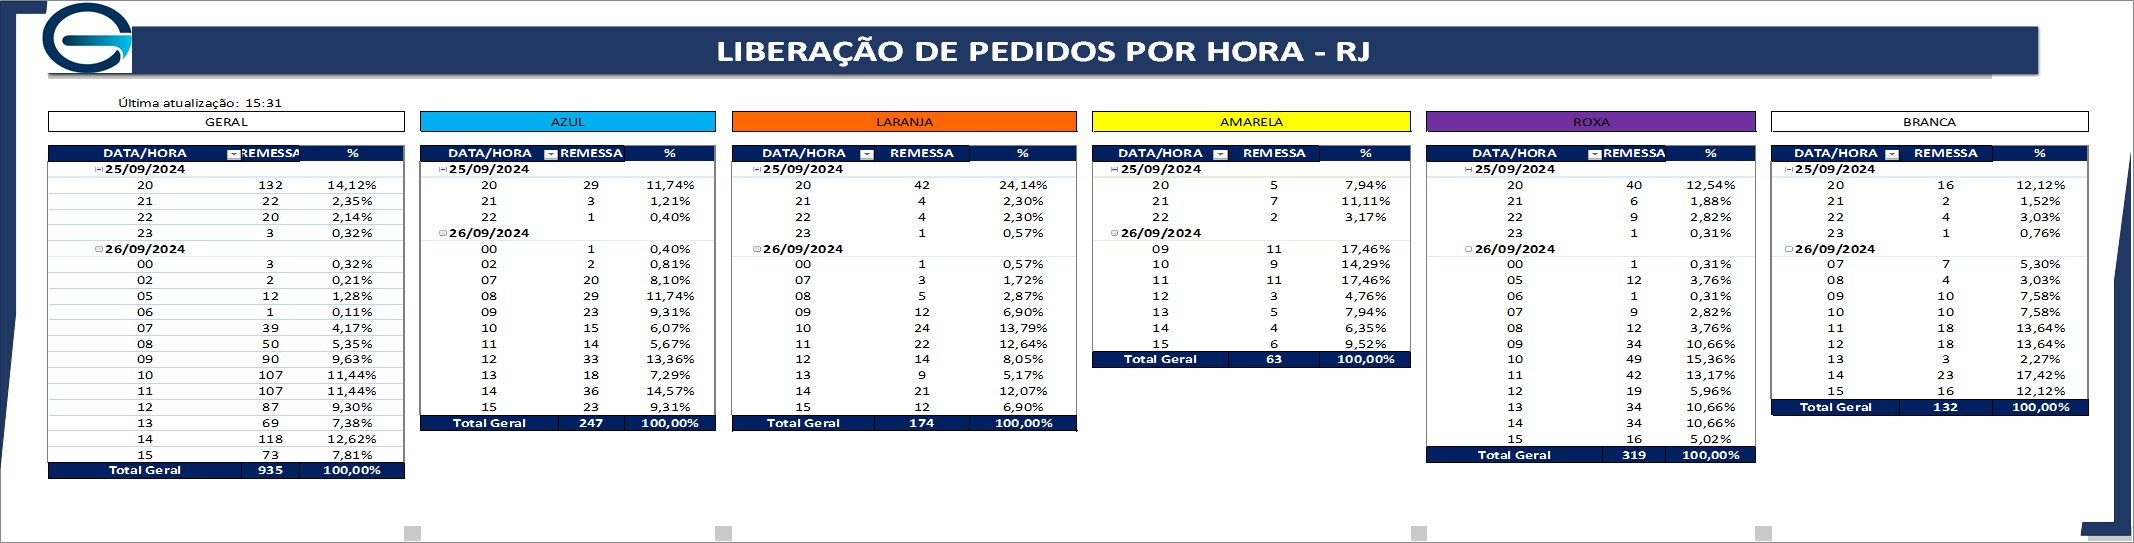 LIBERAÇÃO DE PEDIDOS POR HORA - RJ
Última atualização: 15:31
GERAL
DATA/HORA REMESSA %
25/09/2024
20 132 14,12%
21 22 2,35%
22 20 2,14%
23 3 0,32%
26/09/2024
00 3 0,32%
02 2 0,21%
05 12 1,28%
06 1 0,11%
07 39 4,17%
08 50 5,35%
09 90 9,63%
10 107 11,44%
11 107 11,44%
12 87 9,30%
13 69 7,38%
14 118 12,62%
15 73 7,81%
Total Geral 935 100,00%
AZUL
DATA/HORA REMESSA %
25/09/2024
20 29 11,74%
21 3 1,21%
22 1 0,40%
26/09/2024
00 1 0,40%
02 2 0,81%
07 20 8,10%
08 29 11,74%
09 23 9,31%
10 15 6,07%
11 14 5,67%
12 33 13,36%
13 18 7,29%
14 36 14,57%
15 23 9,31%
Total Geral 247 100,00%
LARANJA
DATA/HORA REMESSA %
25/09/2024
20 42 24,14%
21 4 2,30%
22 4 2,30%
23 1 0,57%
26/09/2024
00 1 0,57%
07 3 1,72%
08 5 2,87%
09 12 6,90%
10 24 13,79%
11 22 12,64%
12 14 8,05%
13 9 5,17%
14 21 12,07%
15 12 6,90%
Total Geral 174 100,00%
AMARELA
DATA/HORA REMESSA %
25/09/2024
20 5 7,94%
21 7 11,11%
22 2 3,17%
26/09/2024
09 11 17,46%
10 9 14,29%
11 11 17,46%
12 3 4,76%
13 5 7,94%
14 4 6,35%
15 6 9,52%
Total Geral 63 100,00%
ROXA
DATA/HORA REMESSA %
25/09/2024
20 40 12,54%
21 6 1,88%
22 9 2,82%
23 1 0,31%
26/09/2024
00 1 0,31%
05 12 3,76%
06 1 0,31%
07 9 2,82%
08 12 3,76%
09 34 10,66%
10 49 15,36%
11 42 13,17%
12 19 5,96%
13 34 10,66%
14 34 10,66%
15 16 5,02%
Total Geral 319 100,00%
BRANCA
DATA/HORA REMESSA %
25/09/2024
20 16 12,12%
21 2 1,52%
22 4 3,03%
23 1 0,76%
26/09/2024
07 7 5,30%
08 4 3,03%
09 10 7,58%
10 10 7,58%
11 18 13,64%
12 18 13,64%
13 3 2,27%
14 23 17,42%
15 16 12,12%
Total Geral 132 100,00%